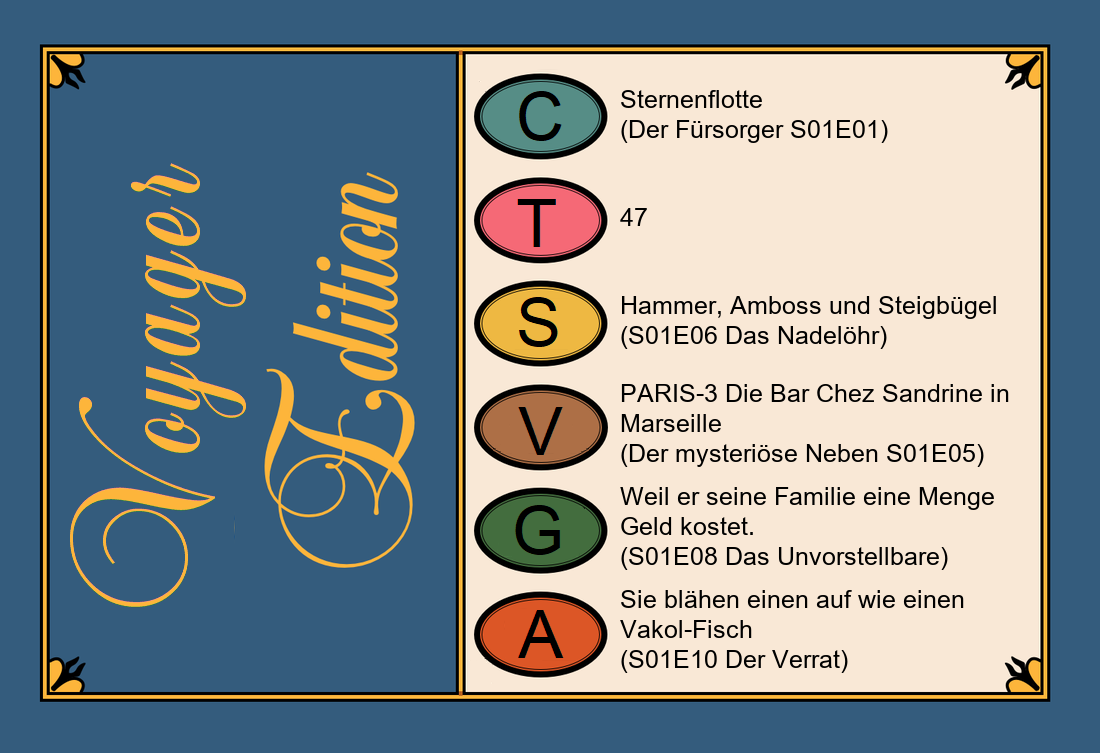 Voyager
Edition
C
Sternenflotte
(Der Fürsorger S01E01)
T
47
S
Hammer, Amboss und Steigbügel
(S01E06 Das Nadelöhr)
V
PARIS-3 Die Bar Chez Sandrine in
Marseille
(Der mysteriöse Neben S01E05)
G
Weil er seine Familie eine Menge
Geld kostet.
(S01E08 Das Unvorstellbare)
A
Sie blähen einen auf wie einen
Vakol-Fisch
(S01E10 Der Verrat)